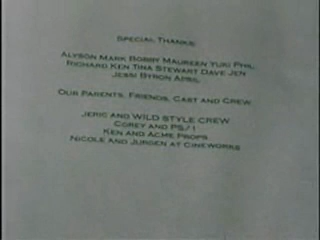 Special Thanks:
Alyson Mark Bobby Maureen Yuki Phil
Richard Ken Tina Stewart Dave Jen
Jessi Byron April
Our Parents, Friends, Cast and Crew
Jeric and WILD STYLE CREW
Corey and PS/1
Ken and Acme Props
Nicole and Jurgen at Cineworks